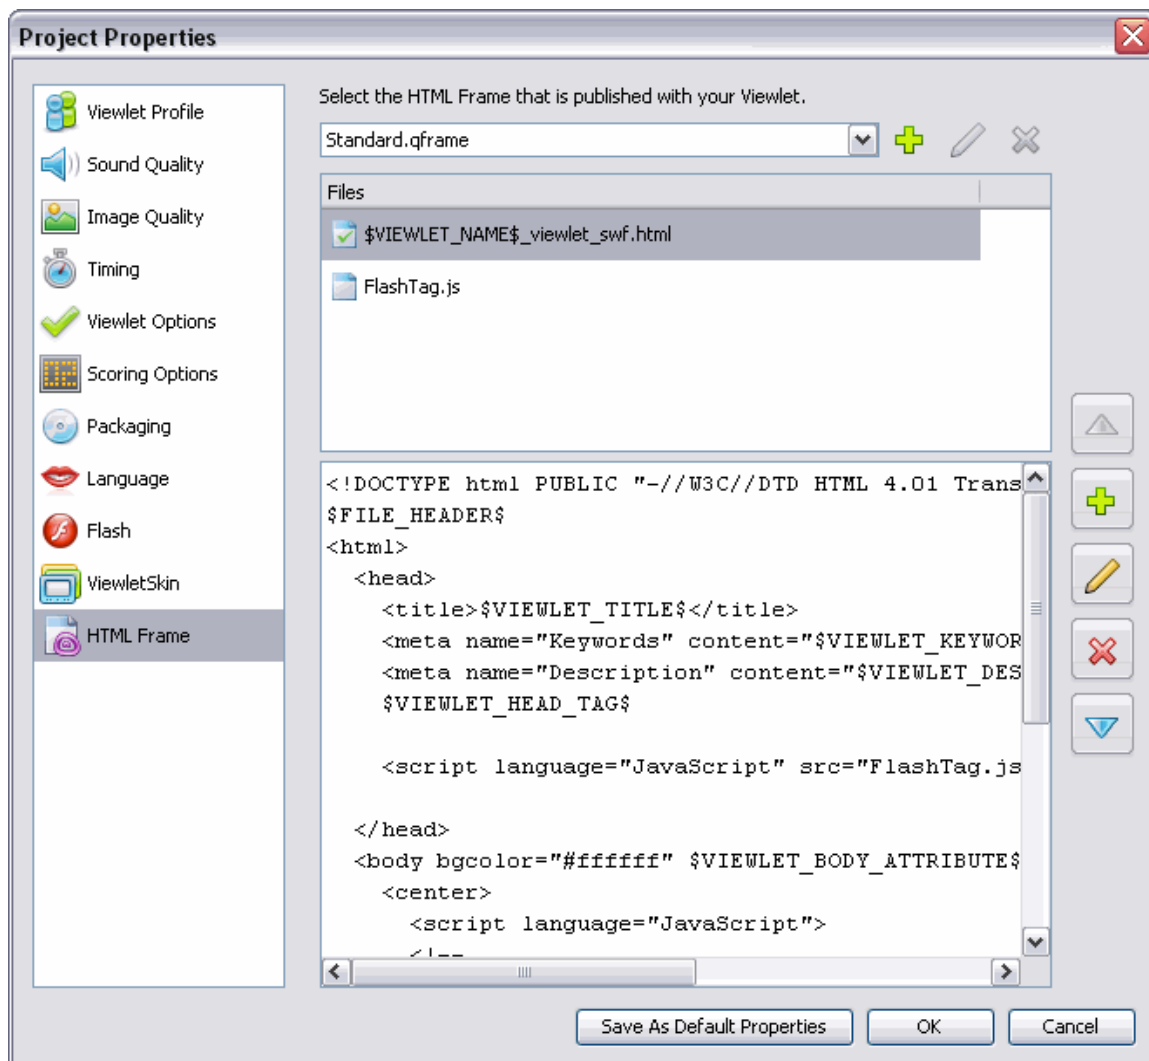 Project Properties
Viewlet Profile
Sound Quality
Image Quality
Timing
Viewlet Options
Scoring Options
Packaging
Language
Flash
ViewletSkin
HTML Frame
Select the HTML Frame that is published with your Viewlet.
Standard.qframe
Files
$VIEWLET_NAME$_viewlet_swf.html
FlashTag.js
<!DOCTYPE html PUBLIC "-//W3C//DTD HTML 4.01 Trans
$FILE_HEADER$
<html>
<head>
<title>$VIEWLET_TITLE$</title>
<meta name="Keywords" content="$VIEWLET_KEYWOR
<meta name="Description" content="$VIEWLET_DES
$VIEWLET_HEAD_TAG$
<script language="JavaScript" src="FlashTag.js
</head>
<body bgcolor="#ffffff" $VIEWLET_BODY_ATTRIBUTE$
<center>
<script language="JavaScript">
<!--
Save As Default Properties
OK
Cancel